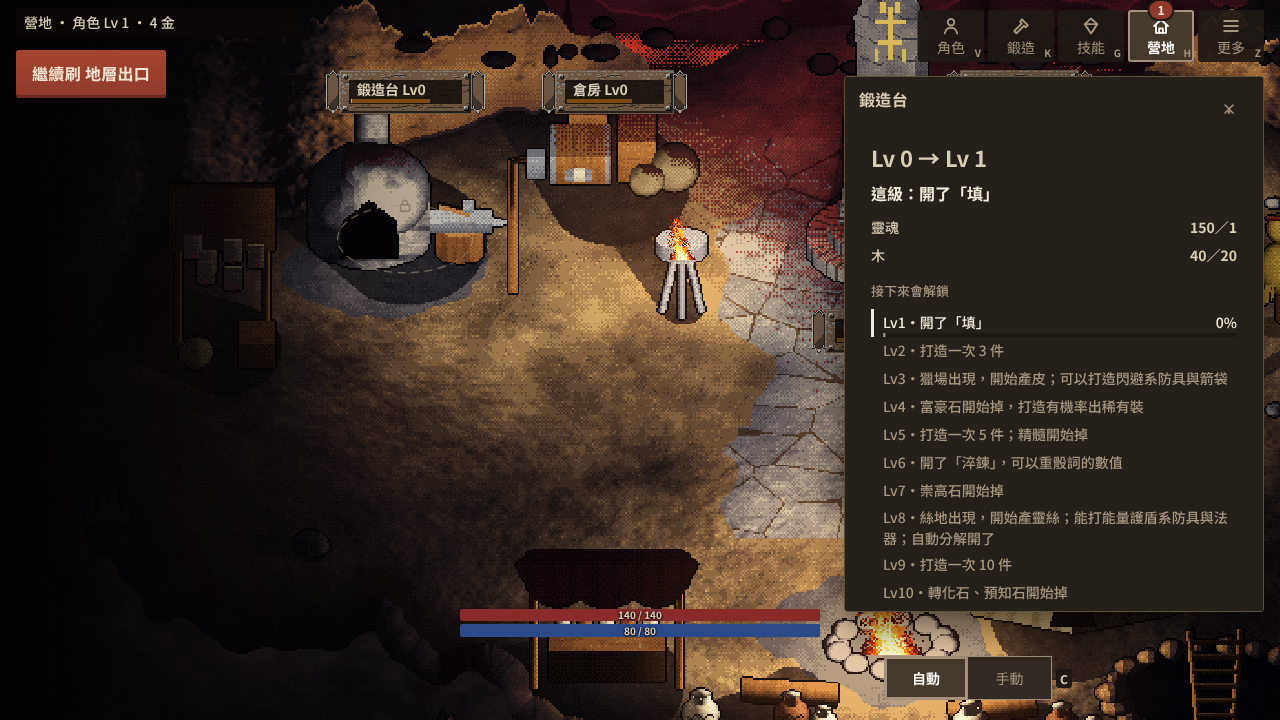 營地 · 角色 Lv 1 · 4 金
繼續刷 地層出口
鍛造台 Lv0
倉房 Lv0
角色 V
鍛造 K
技能 G
1
營地 H
更多 Z
鍛造台
Lv 0 → Lv 1
這級：開了「填」
靈魂 150／1
木 40／20
接下來會解鎖
Lv1・開了「填」 0%
Lv2・打造一次 3 件
Lv3・獵場出現，開始產皮；可以打造閃避系防具與箭袋
Lv4・富豪石開始掉，打造有機率出稀有裝
Lv5・打造一次 5 件；精髓開始掉
Lv6・開了「淬鍊」，可以重骰詞的數值
Lv7・崇高石開始掉
Lv8・絲地出現，開始產靈絲；能打能量護盾系防具與法
器；自動分解開了
Lv9・打造一次 10 件
Lv10・轉化石、預知石開始掉
140 / 140
80 / 80
自動
手動
C